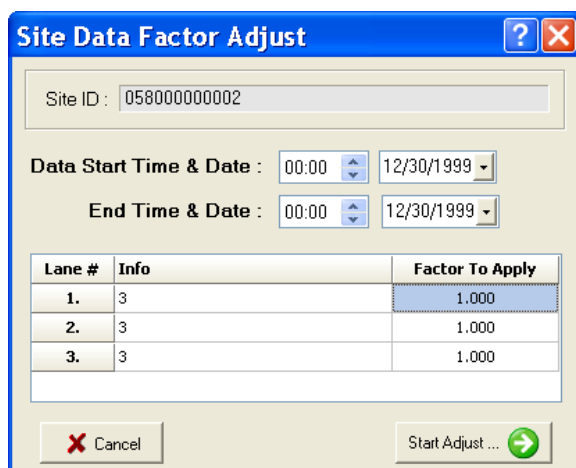 Site Data Factor Adjust
Site ID : 058000000002
Data Start Time & Date : 00:00 12/30/1999
End Time & Date : 00:00 12/30/1999
Lane # Info Factor To Apply
1. 3 1.000
2. 3 1.000
3. 3 1.000
Cancel Start Adjust ...